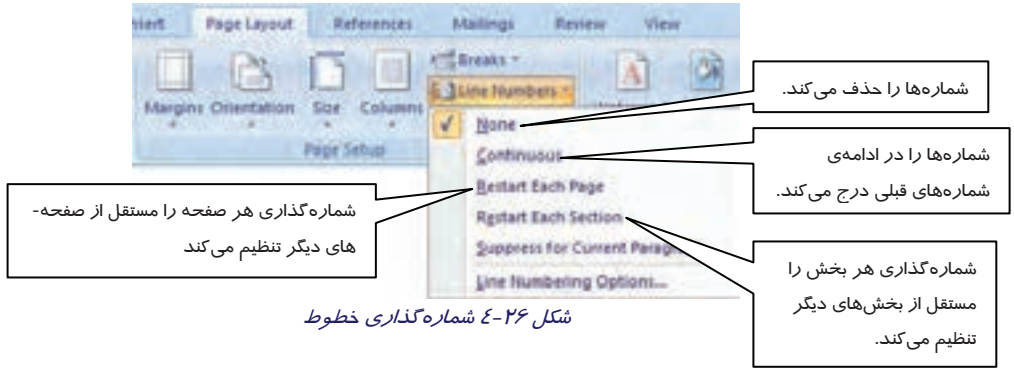 Page Layout References Mailings Review View
Breaks
Line Numbers
Margins Orientation Size Columns
Page Setup
None
Continuous
Restart Each Page
Restart Each Section
Suppress for Current
Line Numbering Options...
شماره‌ها را حذف می‌کند.
شماره‌ها را در ادامه‌ی
شماره‌های قبلی درج می‌کند.
شماره‌گذاری هر صفحه را مستقل از صفحه-
های دیگر تنظیم می‌کند
شماره‌گذاری هر بخش را
مستقل از بخش‌های دیگر
تنظیم می‌کند.
شکل ۲۶-۴ شماره‌گذاری خطوط